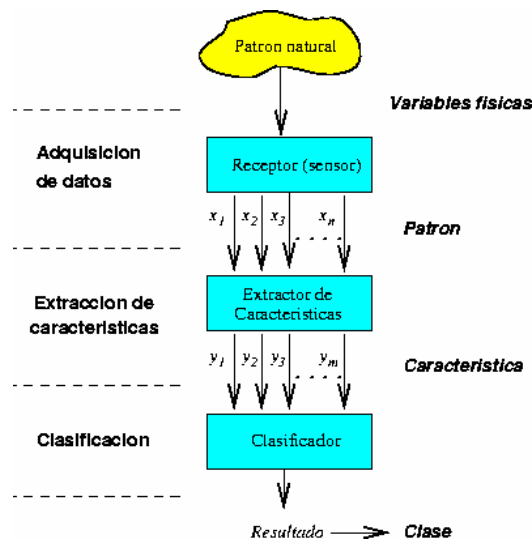 Patron natural
Variables fisicas
Adquisicion
de datos
Receptor (sensor)
x1 x2 x3 xn
Patron
Extraccion de
caracteristicas
Extractor de
Caracteristicas
y1 y2 y3 ym
Caracteristica
Clasificacion
Clasificador
Resultado
Clase